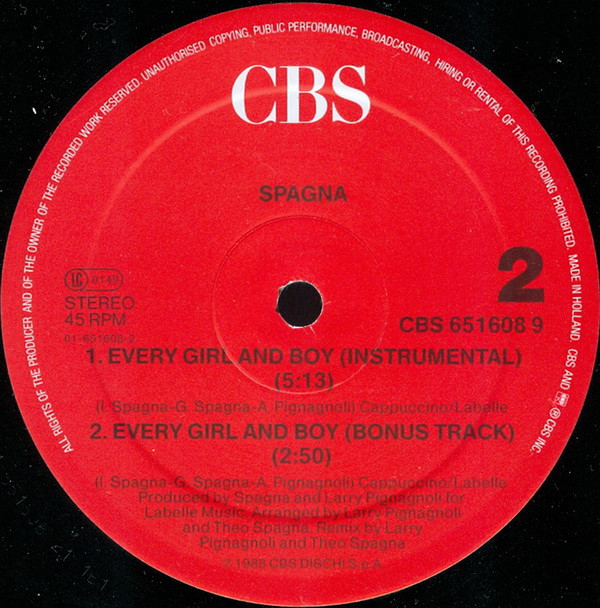 ALL RIGHTS OF THE PRODUCER AND OF THE OWNER OF THE RECORDED WORK RESERVED. UNAUTHORISED COPYING, PUBLIC PERFORMANCE, BROADCASTING, HIRING OR RENTAL OF THIS RECORDING PROHIBITED. MADE IN HOLLAND. CBS AND ® CBS INC.
CBS
SPAGNA
2
LC 0149
STEREO
45 RPM
01-651608-2
CBS 651608 9
1. EVERY GIRL AND BOY (INSTRUMENTAL)
(5:13)
(I. Spagna-G. Spagna-A. Pignagnoli) Cappuccino/Labelle
2. EVERY GIRL AND BOY (BONUS TRACK)
(2:50)
(I. Spagna-G. Spagna-A. Pignagnoli) Cappuccino/Labelle
Produced by Spagna and Larry Pignagnoli for
Labelle Music. Arranged by Larry Pignagnoli
and Theo Spagna. Remix by Larry
Pignagnoli and Theo Spagna
℗ 1988 CBS DISCHI S.p.A.